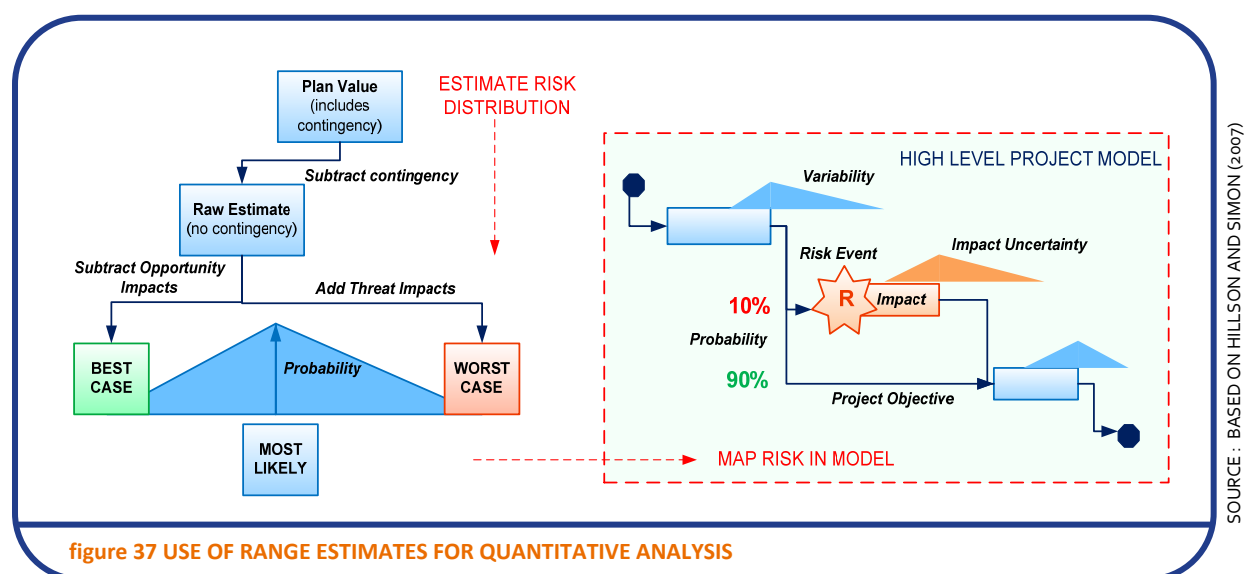 Plan Value
(includes
contingency)
ESTIMATE RISK
DISTRIBUTION
Subtract contingency
Raw Estimate
(no contingency)
Subtract Opportunity
Impacts
Add Threat Impacts
BEST
CASE
Probability
WORST
CASE
MOST
LIKELY
HIGH LEVEL PROJECT MODEL
Variability
Risk Event
Impact Uncertainty
R
Impact
10%
Probability
90%
Project Objective
MAP RISK IN MODEL
SOURCE : BASED ON HILLSON AND SIMON (2007)
figure 37 USE OF RANGE ESTIMATES FOR QUANTITATIVE ANALYSIS